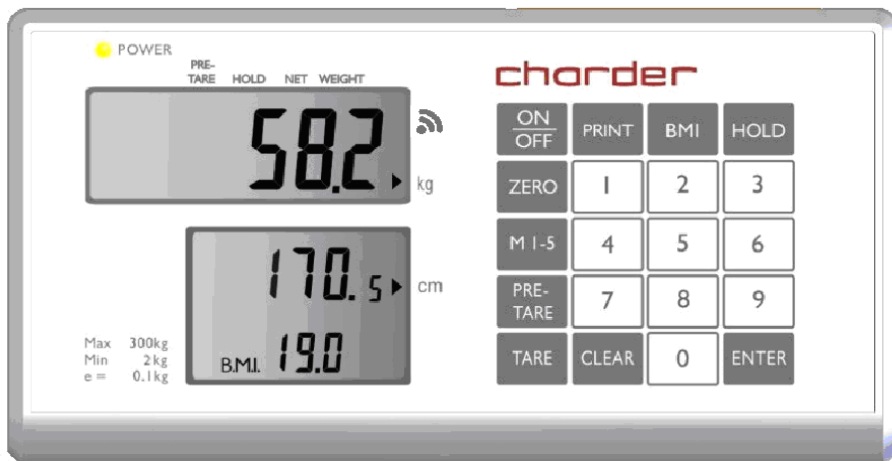 POWER
PRE-
TARE HOLD NET WEIGHT
58.2
kg
170.5 cm
B.M.I. 19.0
Max 300kg
Min 2kg
e = 0.1kg
charder
ON
OFF
PRINT BMI HOLD
ZERO 1 2 3
M 1-5 4 5 6
PRE-
TARE
7 8 9
TARE CLEAR 0 ENTER